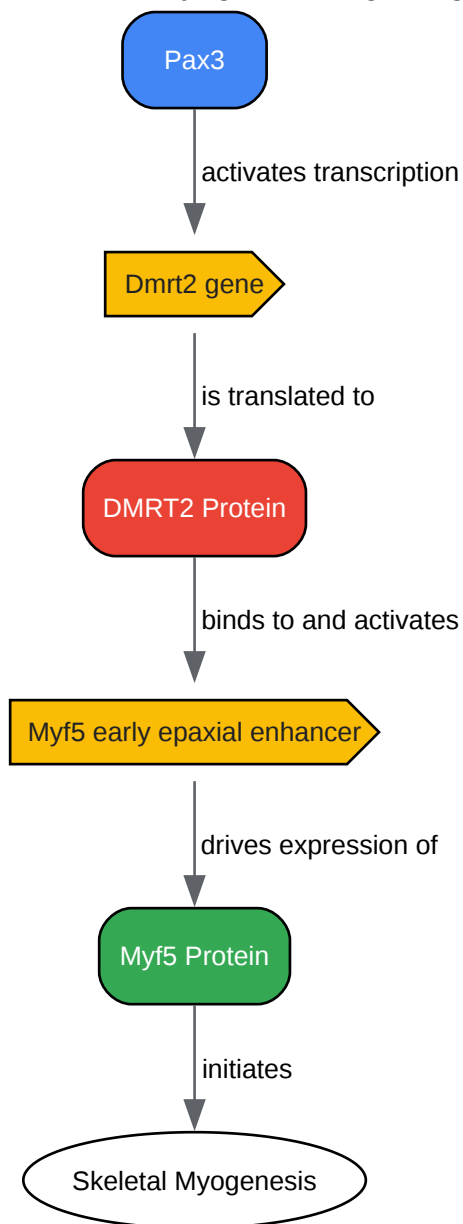 Pax3
activates transcription
Dmrt2 gene
is translated to
DMRT2 Protein
binds to and activates
Myf5 early epaxial enhancer
drives expression of
Myf5 Protein
initiates
Skeletal Myogenesis